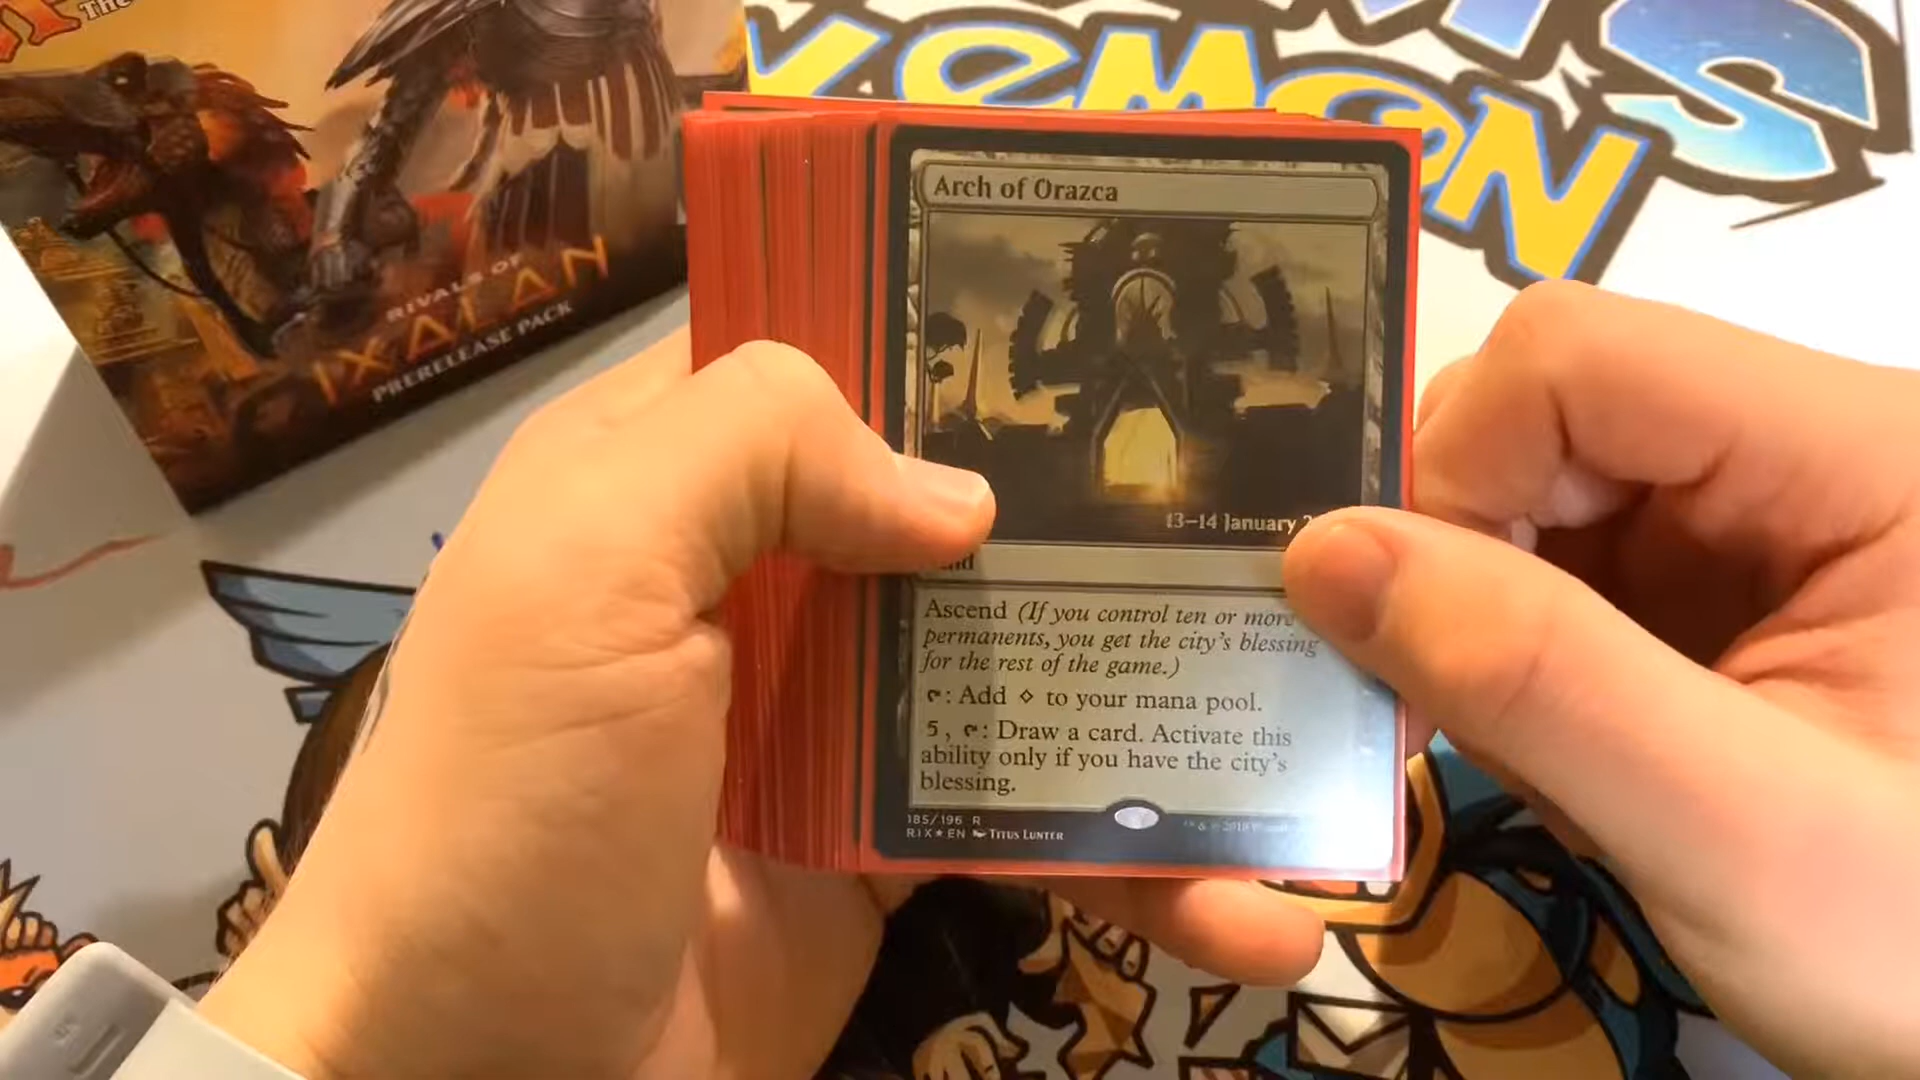 The
RIVALS OF
IXALAN
PRERELEASE PACK
Arch of Orazca
13–14 January
Ascend (If you control ten or more
permanents, you get the city's blessing
for the rest of the game.)
: Add to your mana pool.
5, : Draw a card. Activate this
ability only if you have the city's
blessing.
185/196 R
RIX★EN Titus Lunter